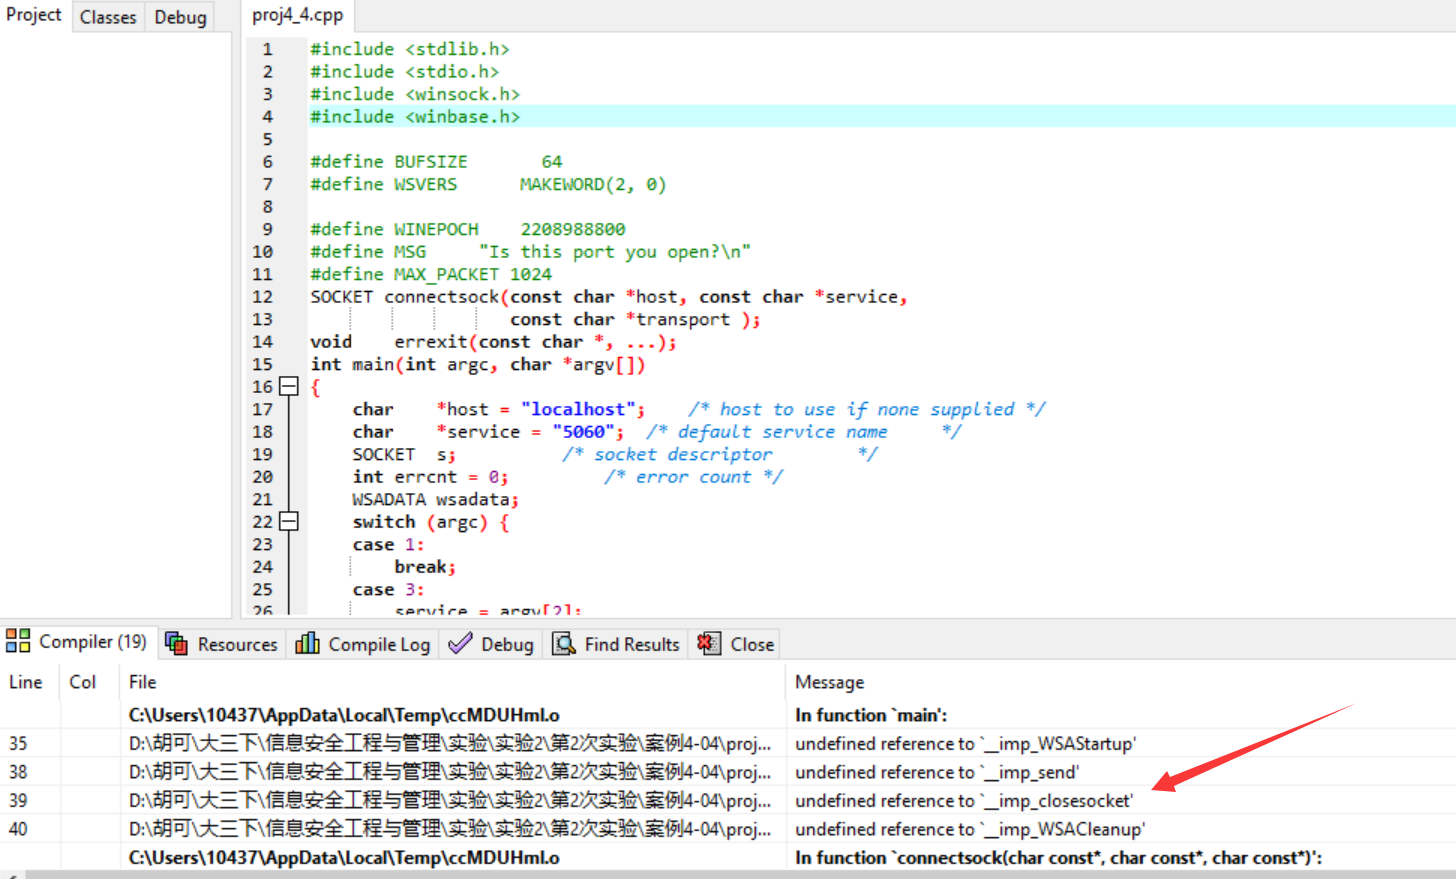 Project Classes Debug
proj4_4.cpp
1 #include <stdlib.h>
2 #include <stdio.h>
3 #include <winsock.h>
4 #include <winbase.h>
5
6 #define BUFSIZE 64
7 #define WSVERS MAKEWORD(2, 0)
8
9 #define WINEPOCH 2208988800
10 #define MSG "Is this port you open?\n"
11 #define MAX_PACKET 1024
12 SOCKET connectsock(const char *host, const char *service,
13 const char *transport );
14 void errexit(const char *, ...);
15 int main(int argc, char *argv[])
16 {
17 char *host = "localhost"; /* host to use if none supplied */
18 char *service = "5060"; /* default service name */
19 SOCKET s; /* socket descriptor */
20 int errcnt = 0; /* error count */
21 WSADATA wsadata;
22 switch (argc) {
23 case 1:
24 break;
25 case 3:
26 service = argv[2];
Compiler (19) Resources Compile Log Debug Find Results Close
Line Col File Message
C:\Users\10437\AppData\Local\Temp\ccMDUHml.o In function `main':
35 D:\胡可\大三下\信息安全工程与管理\实验\实验2\第2次实验\案例4-04\proj... undefined reference to `__imp_WSAStartup'
38 D:\胡可\大三下\信息安全工程与管理\实验\实验2\第2次实验\案例4-04\proj... undefined reference to `__imp_send'
39 D:\胡可\大三下\信息安全工程与管理\实验\实验2\第2次实验\案例4-04\proj... undefined reference to `__imp_closesocket'
40 D:\胡可\大三下\信息安全工程与管理\实验\实验2\第2次实验\案例4-04\proj... undefined reference to `__imp_WSACleanup'
C:\Users\10437\AppData\Local\Temp\ccMDUHml.o In function `connectsock(char const*, char const*, char const*)':